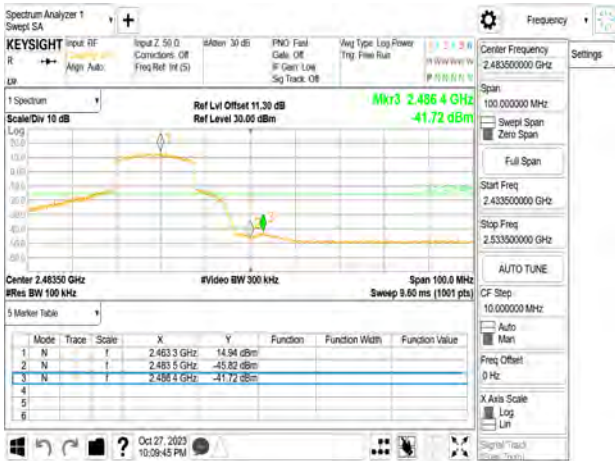 Spectrum Analyzer 1
Swept SA
+
Frequency
KEYSIGHT
Input: RF
Input Z: 50 Ω
#Atten: 30 dB
PNO: Fast
Avg Type: Log-Power
R
Align: Auto
Corrections: Off
Freq Ref: Int (S)
Gate: Off
IF Gain: Low
Sig Track: Off
Trig: Free Run
Center Frequency
2.483500000 GHz
Settings
Span
100.000000 MHz
Swept Span
Zero Span
Full Span
Start Freq
2.433500000 GHz
Stop Freq
2.533500000 GHz
AUTO TUNE
CF Step
10.000000 MHz
Auto
Man
Freq Offset
0 Hz
X Axis Scale
Log
Lin
Signal Track
1 Spectrum
Scale/Div 10 dB
Ref Lvl Offset 11.30 dB
Ref Level 30.00 dBm
Mkr3 2.486 4 GHz
-41.72 dBm
Log
Center 2.48350 GHz
#Res BW 100 kHz
#Video BW 300 kHz
Span 100.0 MHz
Sweep 9.60 ms (1001 pts)
5 Marker Table
Mode Trace Scale X Y Function Function Width Function Value
1 N f 2.463 3 GHz 14.94 dBm
2 N f 2.483 5 GHz -45.82 dBm
3 N f 2.486 4 GHz -41.72 dBm
4
5
6
?
Oct 27, 2023
10:09:45 PM